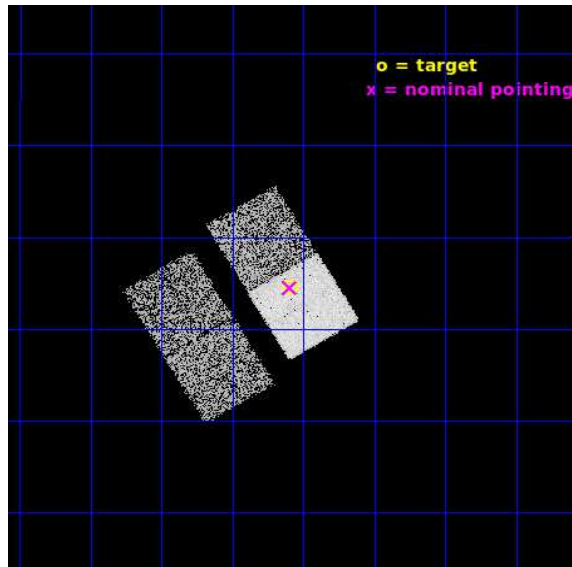 o = target
x = nominal pointing